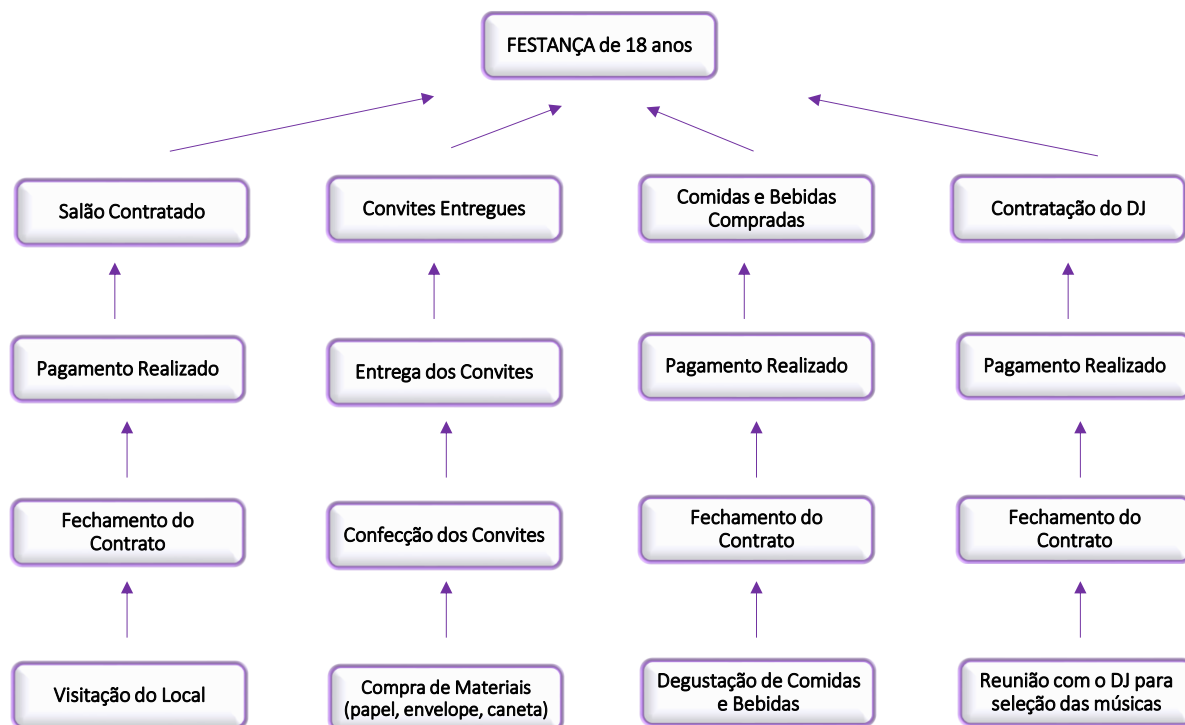 FESTANÇA de 18 anos
Salão Contratado
Convites Entregues
Comidas e Bebidas
Compradas
Contratação do DJ
Pagamento Realizado
Entrega dos Convites
Pagamento Realizado
Pagamento Realizado
Fechamento do
Contrato
Confecção dos Convites
Fechamento do
Contrato
Fechamento do
Contrato
Visitação do Local
Compra de Materiais
(papel, envelope, caneta)
Degustação de Comidas
e Bebidas
Reunião com o DJ para
seleção das músicas